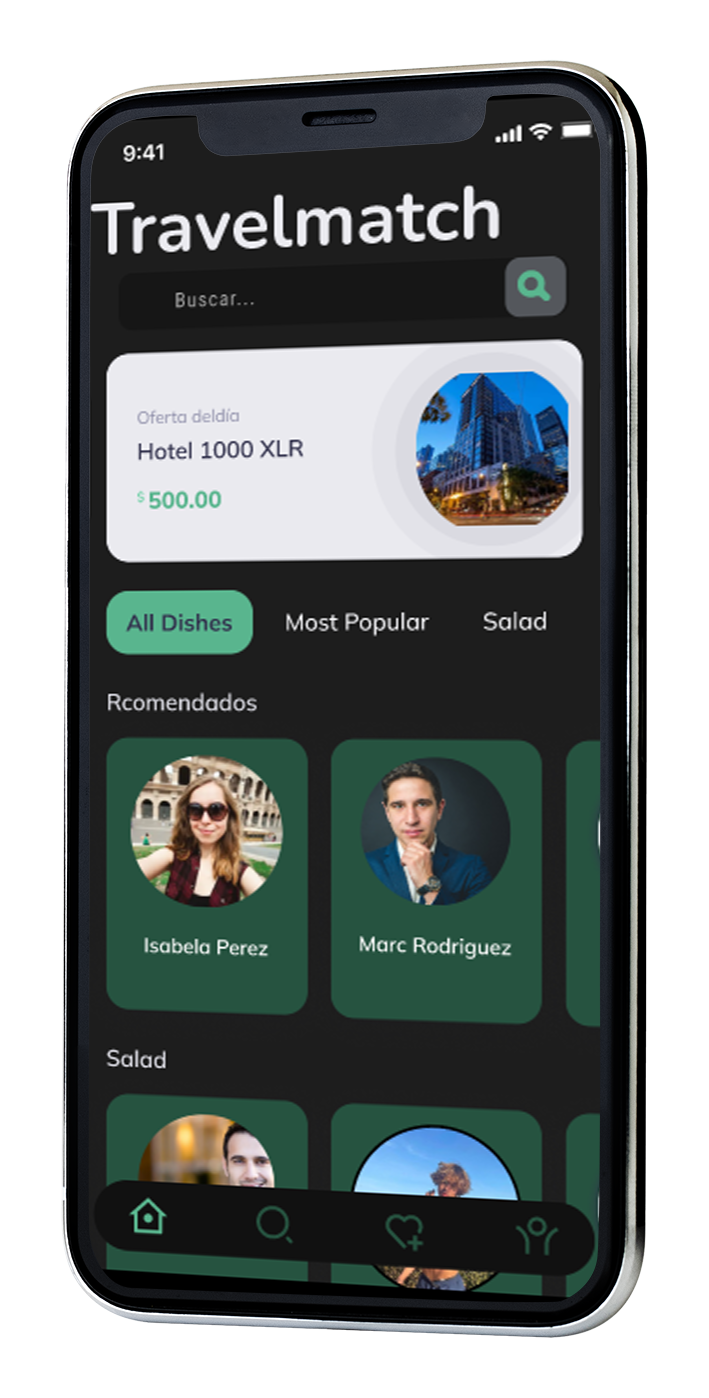 9:41
Travelmatch
Buscar...
Oferta deldía
Hotel 1000 XLR
$500.00
All Dishes Most Popular Salad
Rcomendados
Isabela Perez Marc Rodriguez
Salad